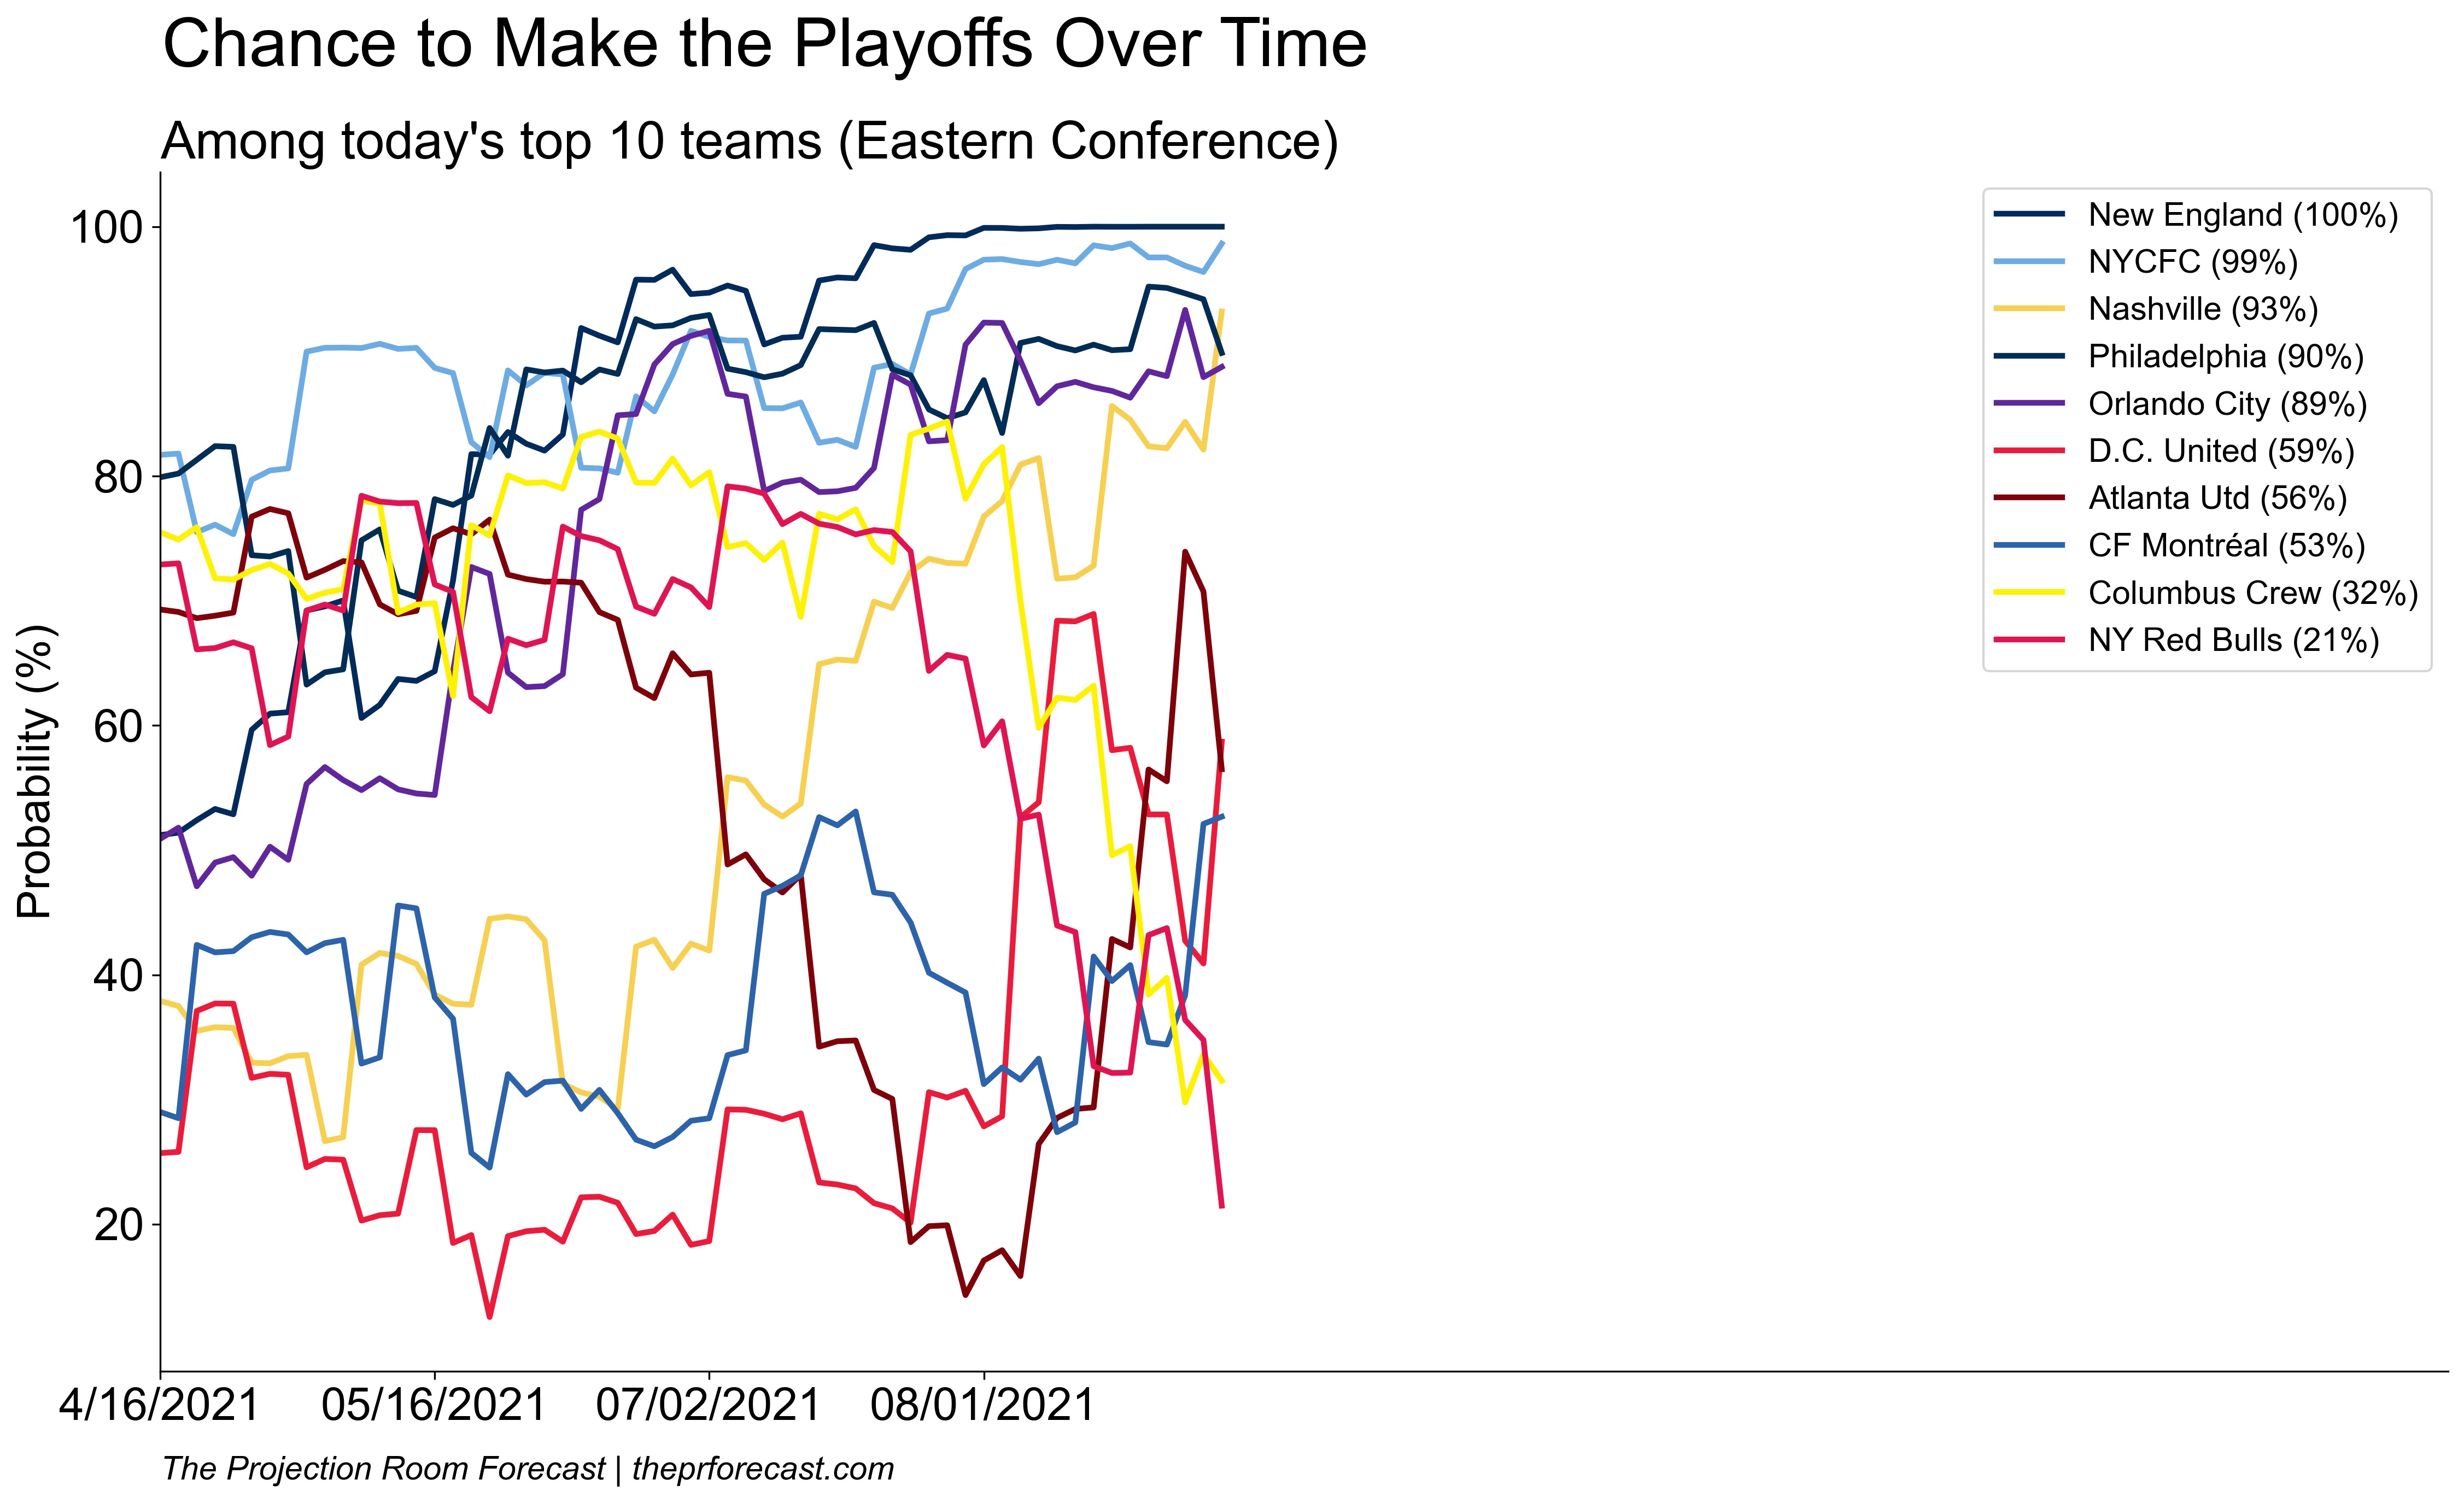 Chance to Make the Playoffs Over Time
Among today's top 10 teams (Eastern Conference)
Probability (%)
100
80
60
40
20
4/16/2021
05/16/2021
07/02/2021
08/01/2021
New England (100%)
NYCFC (99%)
Nashville (93%)
Philadelphia (90%)
Orlando City (89%)
D.C. United (59%)
Atlanta Utd (56%)
CF Montréal (53%)
Columbus Crew (32%)
NY Red Bulls (21%)
The Projection Room Forecast | theprforecast.com